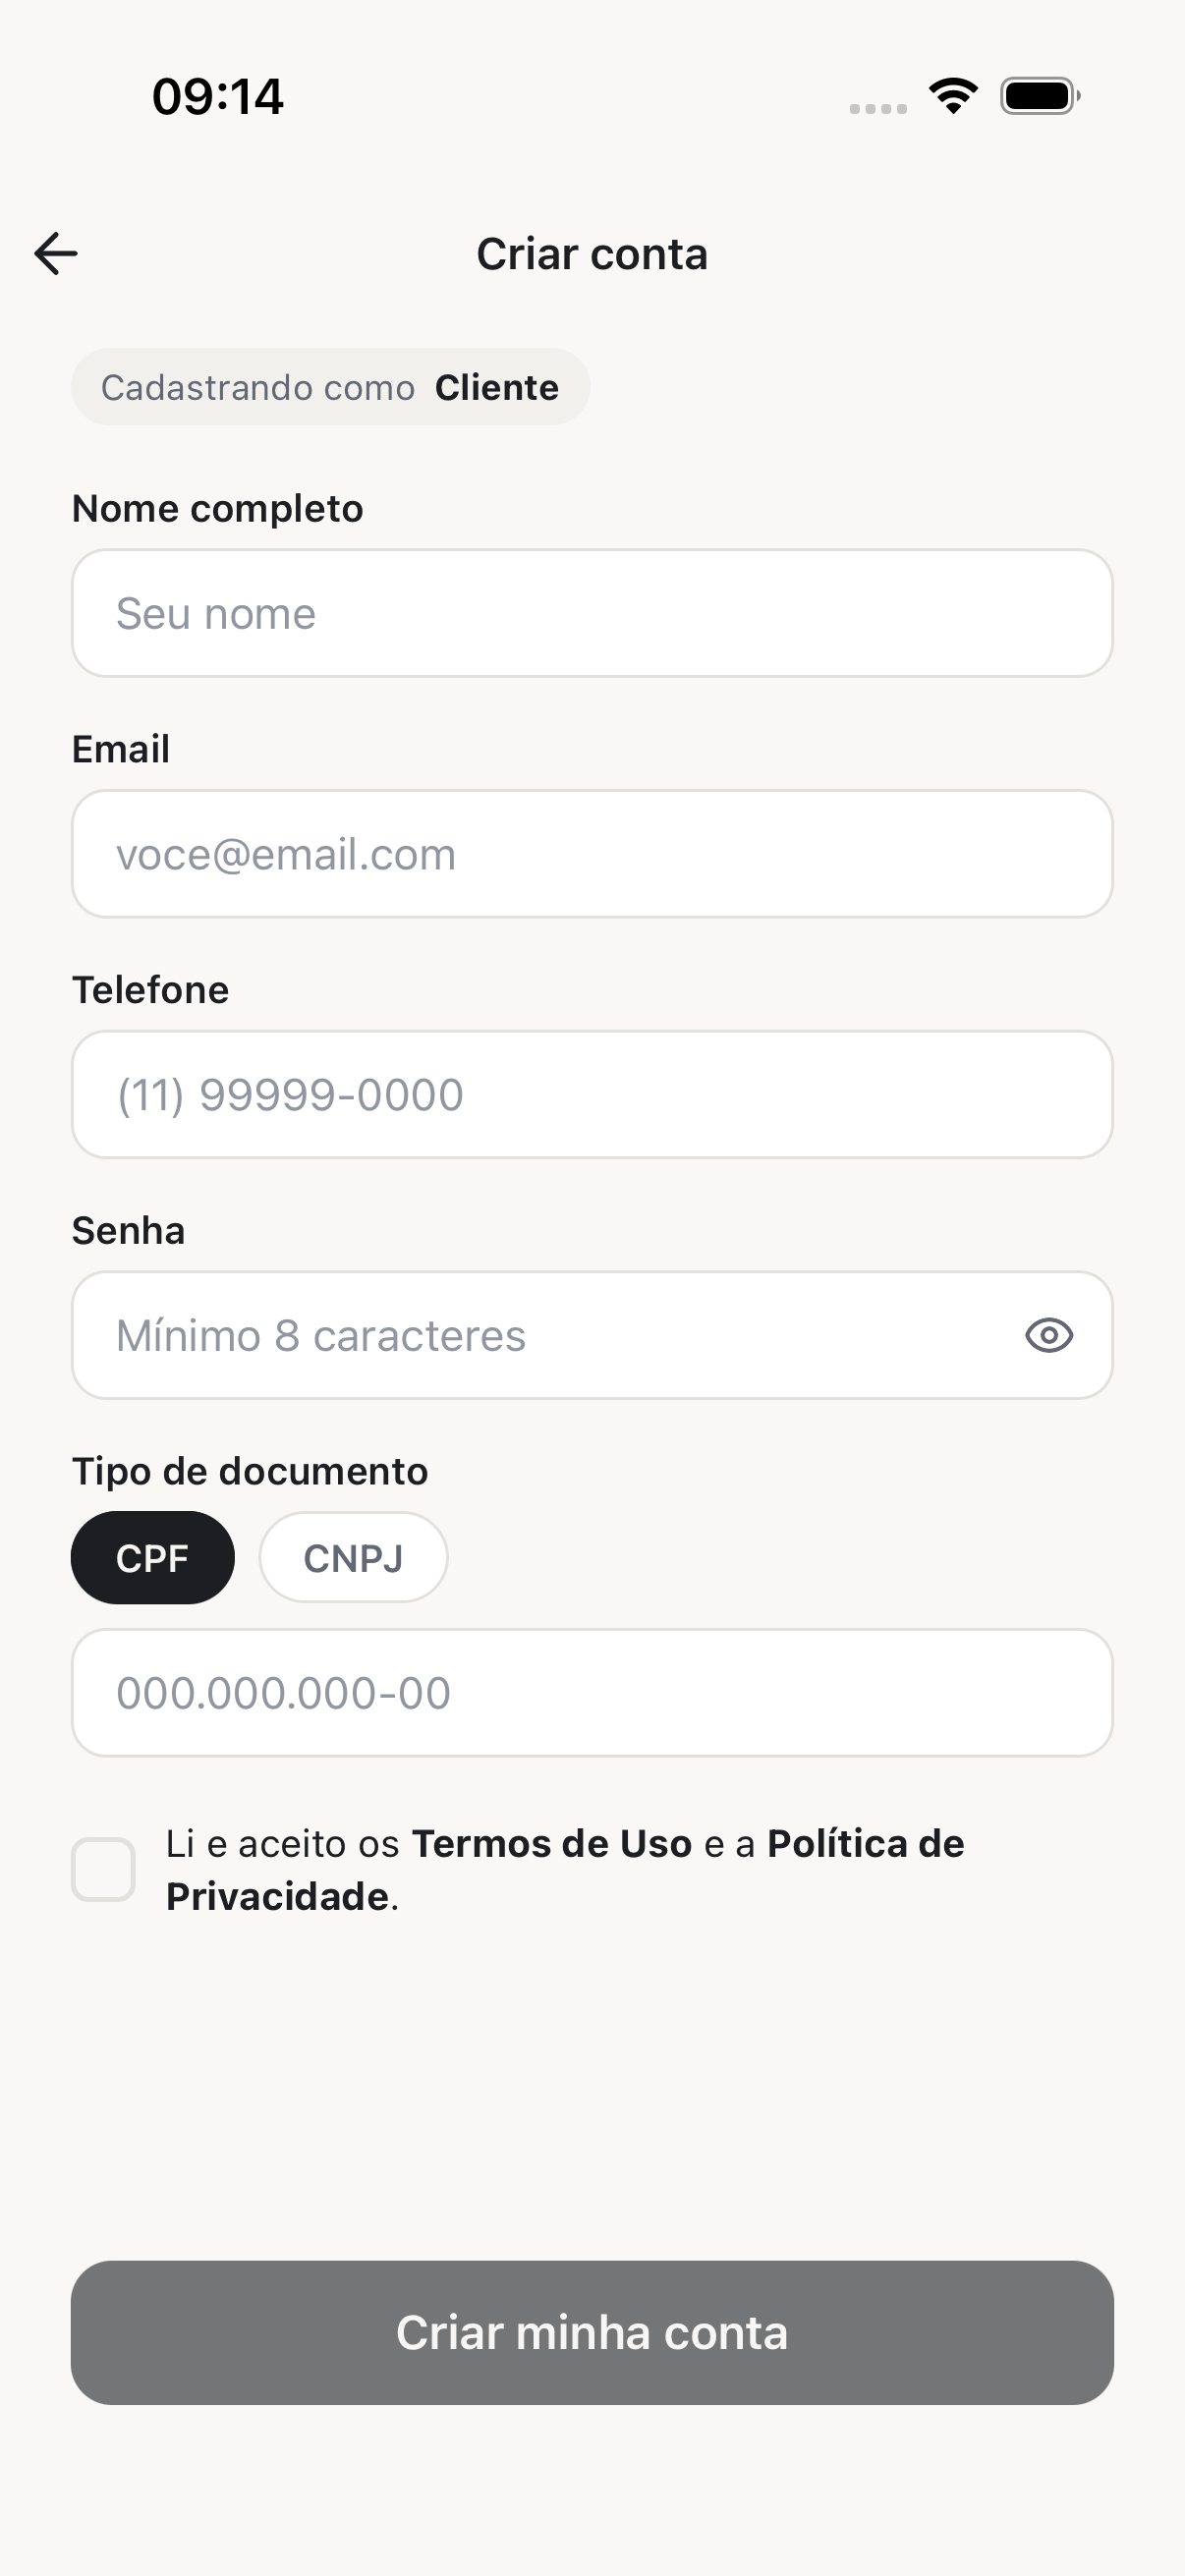 09:14
Criar conta
Cadastrando como Cliente
Nome completo
Seu nome
Email
voce@email.com
Telefone
(11) 99999-0000
Senha
Mínimo 8 caracteres
Tipo de documento
CPF CNPJ
000.000.000-00
Li e aceito os Termos de Uso e a Política de
Privacidade.
Criar minha conta